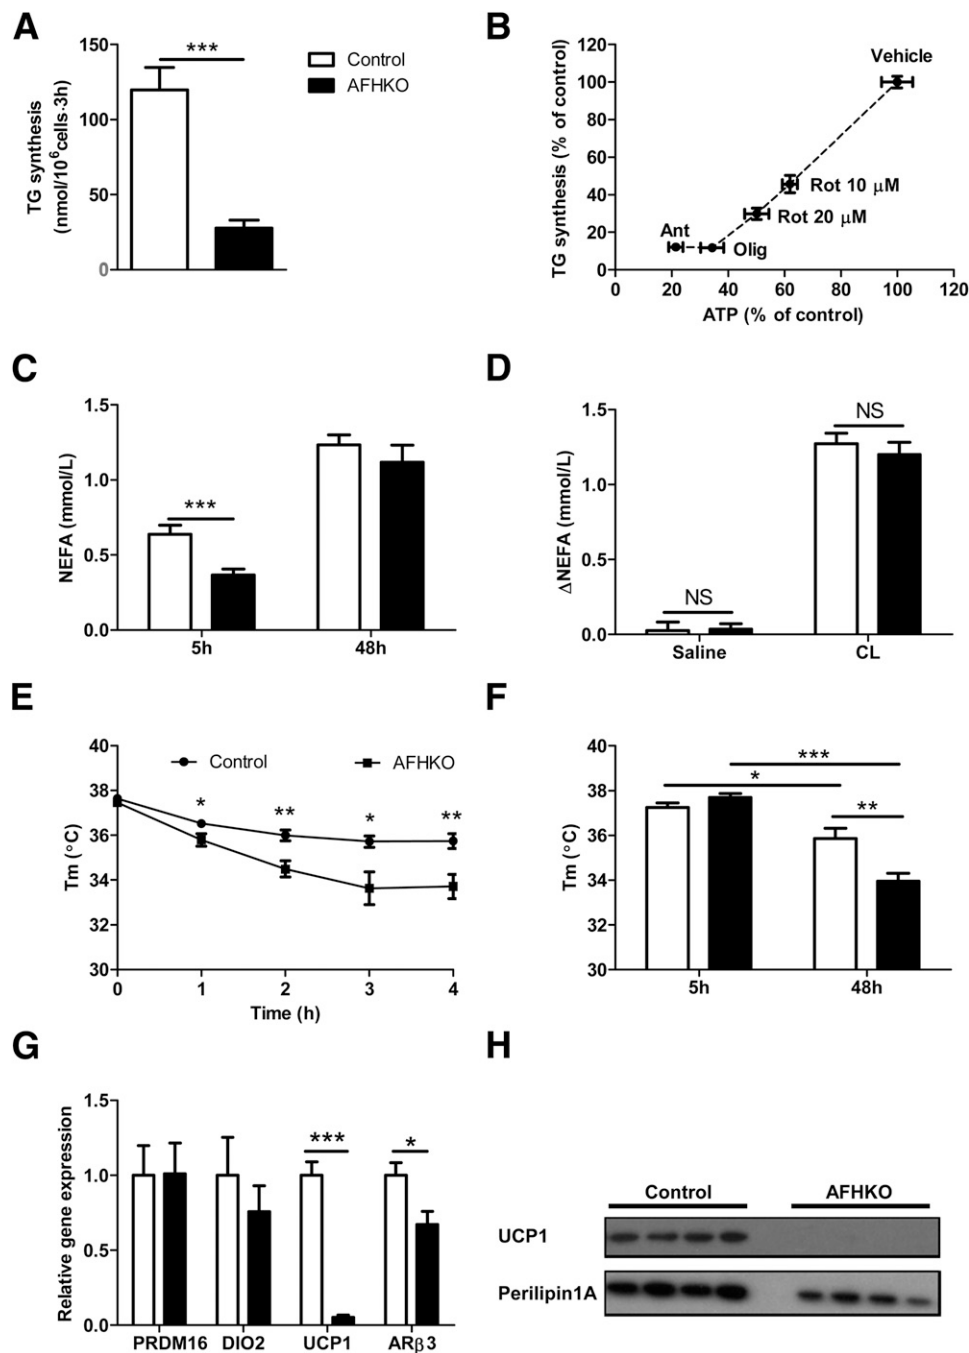 A
TG synthesis
(nmol/10⁶cells·3h)
150
100
50
0
***
Control
AFHKO
B
TG synthesis (% of control)
120
100
80
60
40
20
0
Vehicle
Rot 10 μM
Rot 20 μM
Ant
Olig
0 20 40 60 80 100 120
ATP (% of control)
C
NEFA (mmol/L)
1.5
1.0
0.5
0.0
***
5h 48h
D
ΔNEFA (mmol/L)
1.5
1.0
0.5
0.0
NS
NS
Saline CL
E
Tm (°C)
40
38
36
34
32
30
Control AFHKO
* ** * **
0 1 2 3 4
Time (h)
F
Tm (°C)
40
38
36
34
32
30
***
*
**
5h 48h
G
Relative gene expression
1.5
1.0
0.5
0.0
*** *
PRDM16 DIO2 UCP1 ARβ3
H
Control AFHKO
UCP1
Perilipin1A